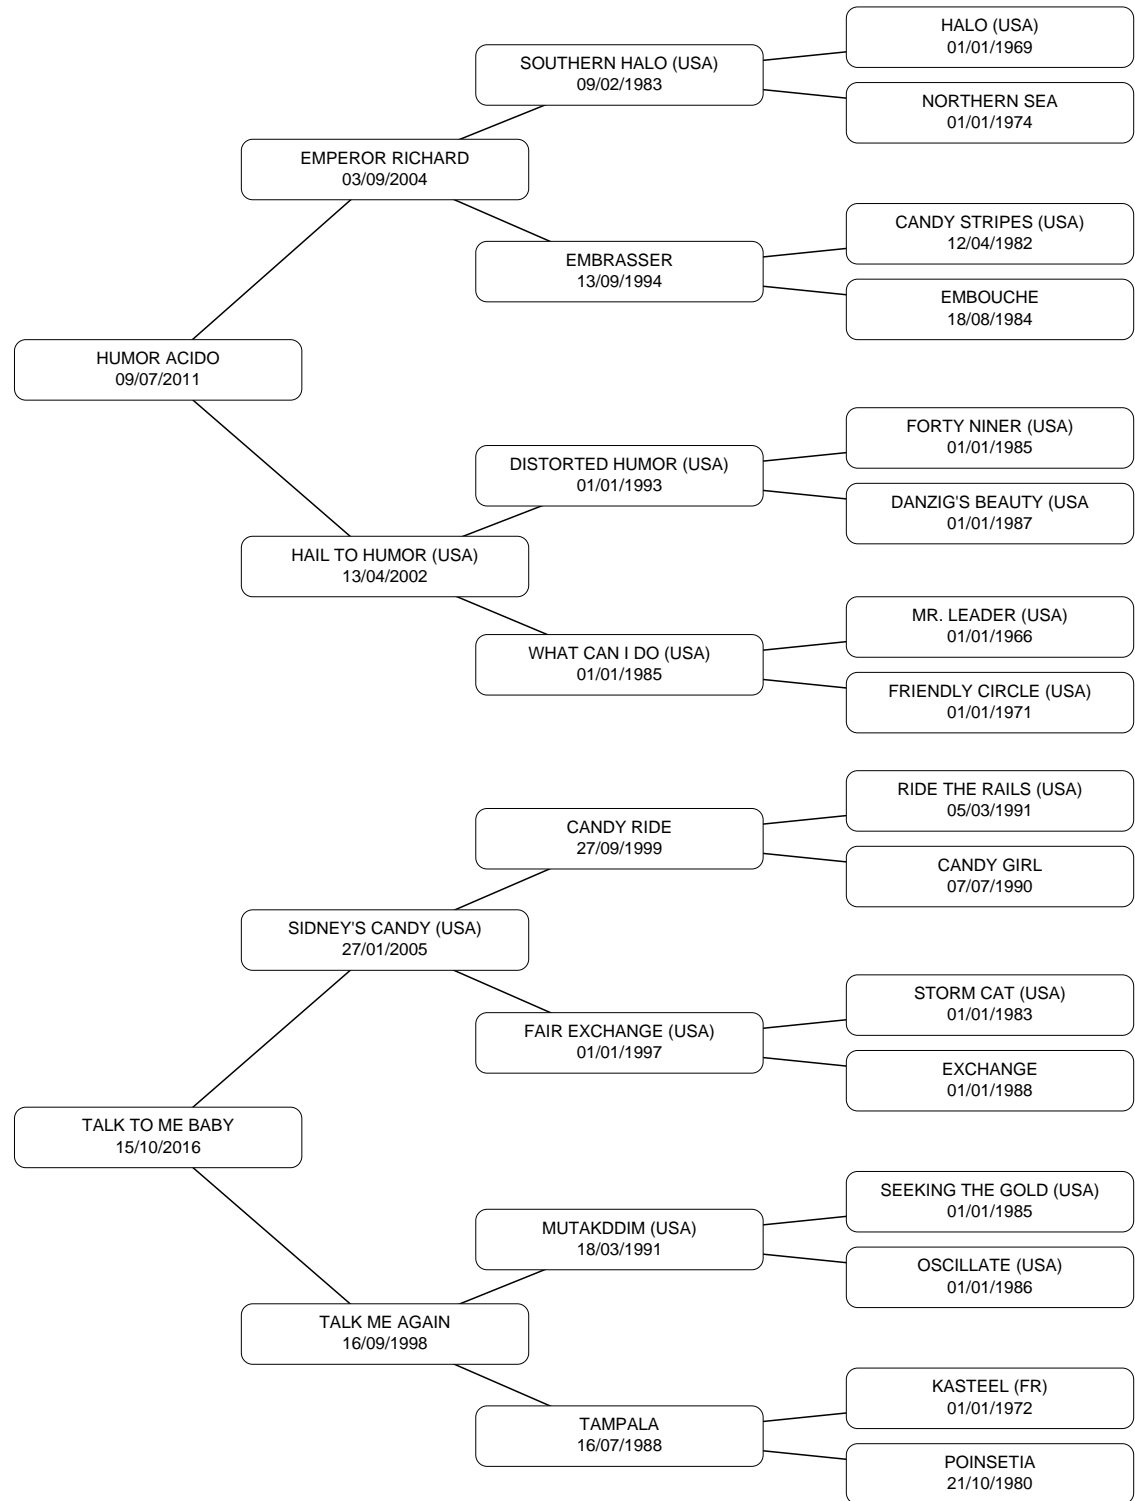 HALO (USA)
01/01/1969
SOUTHERN HALO (USA)
09/02/1983
NORTHERN SEA
01/01/1974
EMPEROR RICHARD
03/09/2004
CANDY STRIPES (USA)
12/04/1982
EMBRASSER
13/09/1994
EMBOUCHE
18/08/1984
HUMOR ACIDO
09/07/2011
FORTY NINER (USA)
01/01/1985
DISTORTED HUMOR (USA)
01/01/1993
DANZIG'S BEAUTY (USA
01/01/1987
HAIL TO HUMOR (USA)
13/04/2002
MR. LEADER (USA)
01/01/1966
WHAT CAN I DO (USA)
01/01/1985
FRIENDLY CIRCLE (USA)
01/01/1971
RIDE THE RAILS (USA)
05/03/1991
CANDY RIDE
27/09/1999
CANDY GIRL
07/07/1990
SIDNEY'S CANDY (USA)
27/01/2005
STORM CAT (USA)
01/01/1983
FAIR EXCHANGE (USA)
01/01/1997
EXCHANGE
01/01/1988
TALK TO ME BABY
15/10/2016
SEEKING THE GOLD (USA)
01/01/1985
MUTAKDDIM (USA)
18/03/1991
OSCILLATE (USA)
01/01/1986
TALK ME AGAIN
16/09/1998
KASTEEL (FR)
01/01/1972
TAMPALA
16/07/1988
POINSETIA
21/10/1980